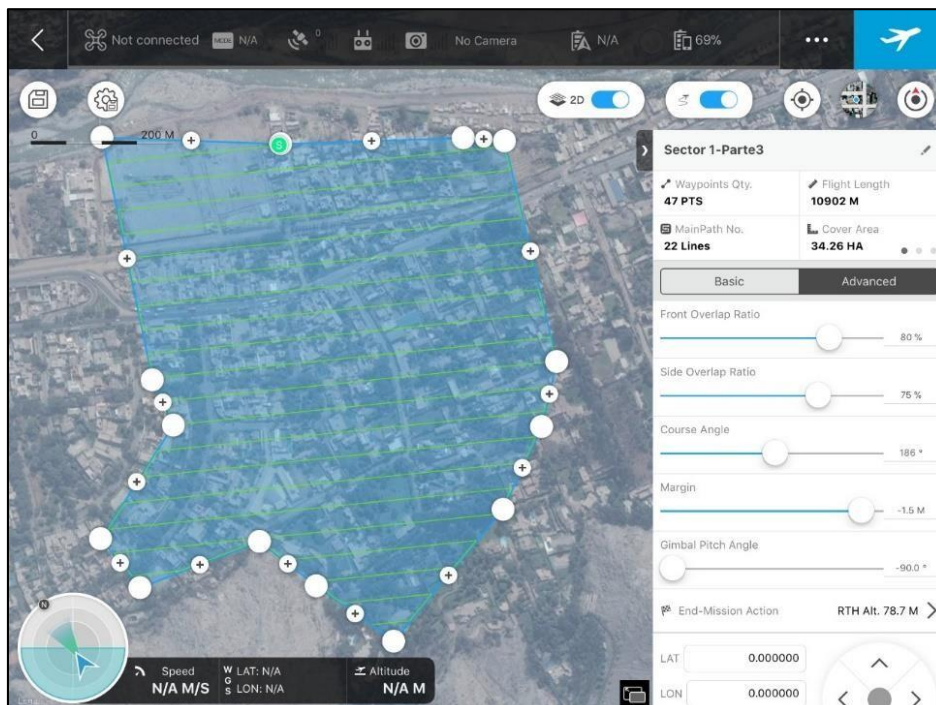 Not connected MODE N/A 0 No Camera N/A 69% •••
2D
0 200 M
S
Sector 1-Parte3
Waypoints Qty. Flight Length
47 PTS 10902 M
MainPath No. Cover Area
22 Lines 34.26 HA
Basic Advanced
Front Overlap Ratio
80 %
Side Overlap Ratio
75 %
Course Angle
186 °
Margin
-1.5 M
Gimbal Pitch Angle
-90.0 °
End-Mission Action RTH Alt. 78.7 M
LAT 0.000000
LON 0.000000
N
Speed WGS LAT: N/A Altitude
N/A M/S LON: N/A N/A M